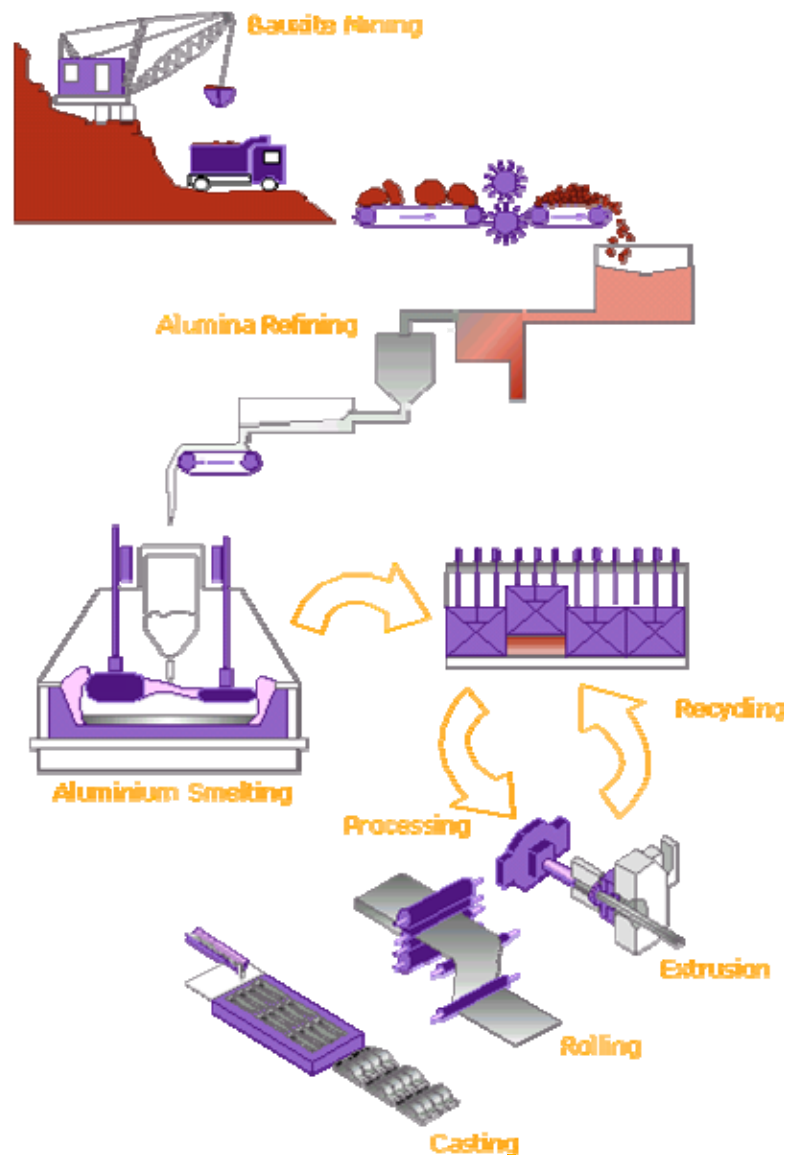 Bauxite Mining
Alumina Refining
Aluminium Smelting
Recycling
Processing
Extrusion
Rolling
Casting